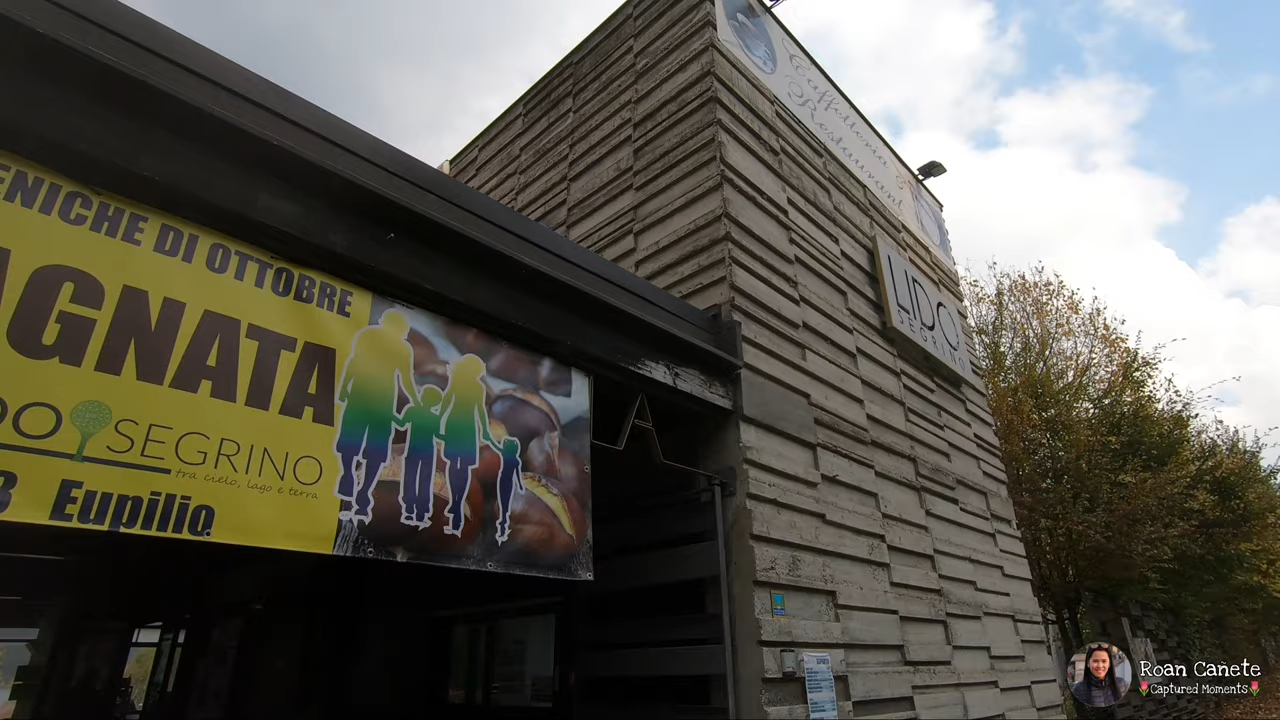 ENICHE DI OTTOBRE
AGNATA
DO SEGRINO
tra cielo, lago e terra
3 Eupilio
Caffetteria
Restaurant
LIDO
SEGRINO
Roan Cañete
Captured Moments